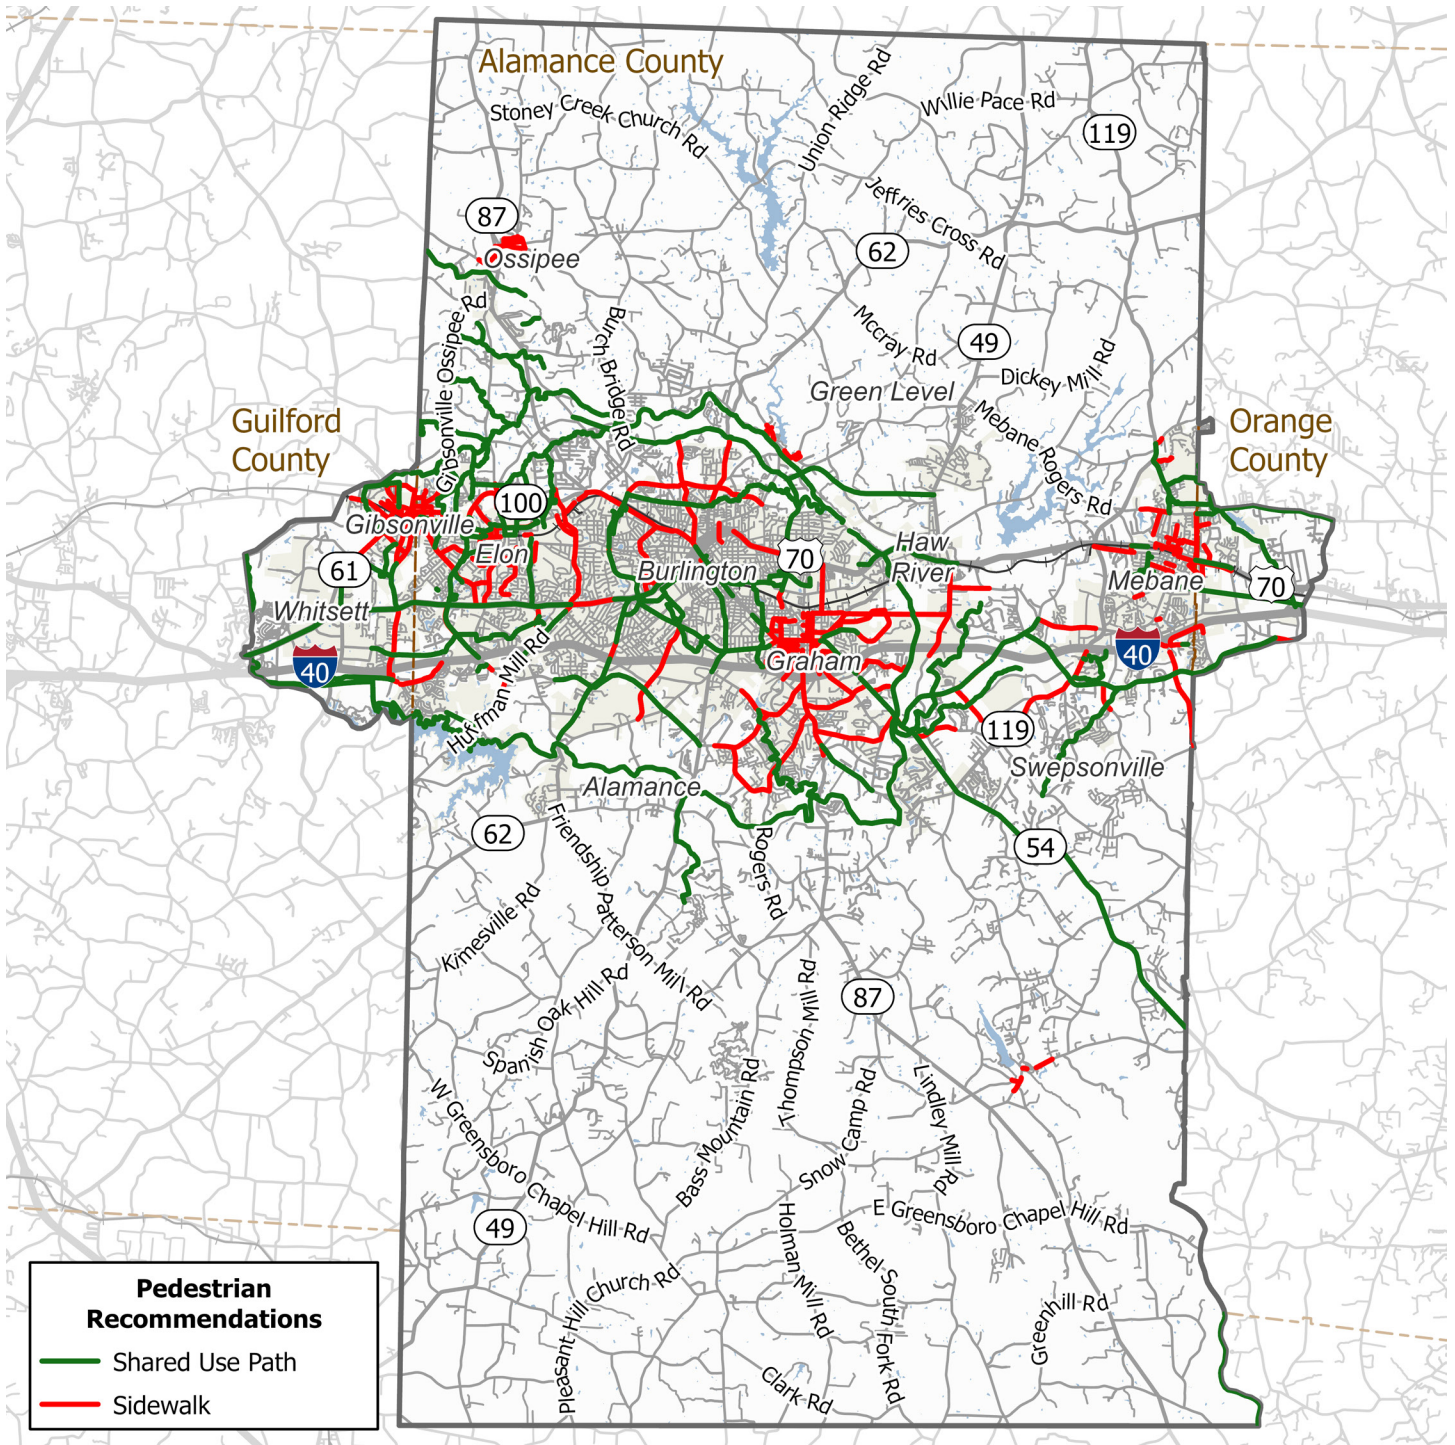 Alamance County
Stoney Creek Church Rd
Union Ridge Rd
Willie Pace Rd
119
87
Ossipee
Jeffries Cross Rd
62
Gibsonville Ossipee Rd
Burch Bridge Rd
Mccray Rd
49
Dickey Mill Rd
Green Level
Mebane Rogers Rd
Guilford
County
Orange
County
100
Gibsonville
Elon
61
Whitsett
Burlington
70
Haw
River
Mebane
70
40
Huffman Mill Rd
Graham
40
119
Swepsonville
Alamance
62
Friendship Patterson Mill Rd
Rogers Rd
54
Kimesville Rd
Spanish Oak Hill Rd
Thompson Mill Rd
87
W Greensboro Chapel Hill Rd
Bass Mountain Rd
Snow Camp Rd
Lindley Mill Rd
49
E Greensboro Chapel Hill Rd
Holman Mill Rd
Bethel South Fork Rd
Pleasant Hill Church Rd
Greenhill Rd
Clark Rd
Pedestrian
Recommendations
Shared Use Path
Sidewalk